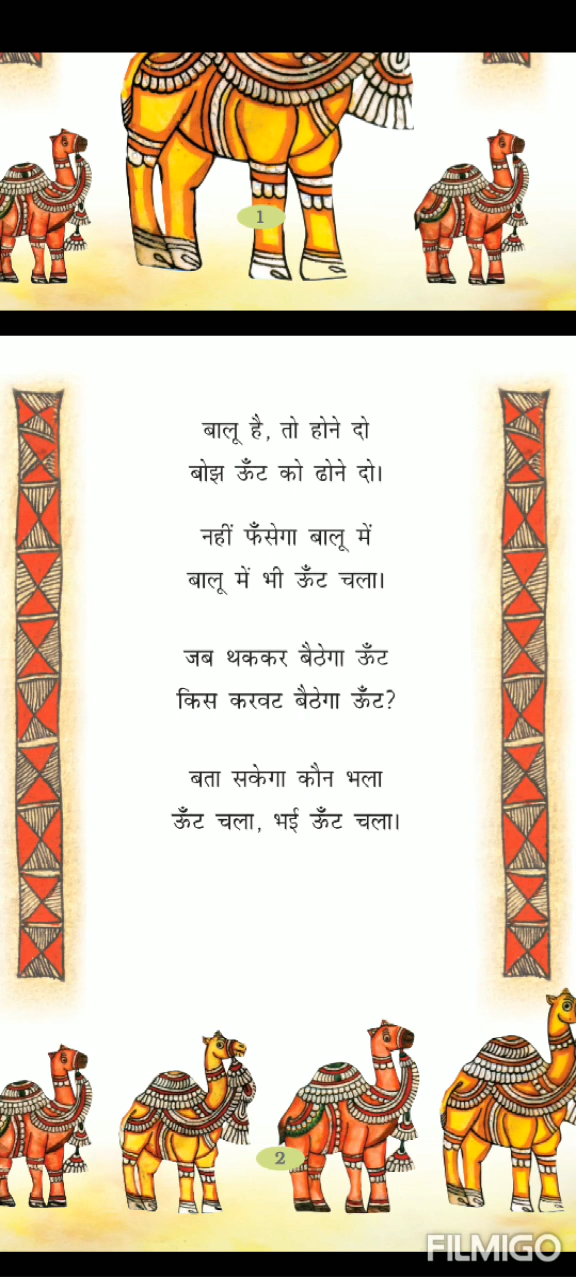 1
बालू है, तो होने दो
बोझ ऊँट को ढोने दो।
नहीं फँसेगा बालू में
बालू में भी ऊँट चला।
जब थककर बैठेगा ऊँट
किस करवट बैठेगा ऊँट?
बता सकेगा कौन भला
ऊँट चला, भई ऊँट चला।
2
FILMIGO